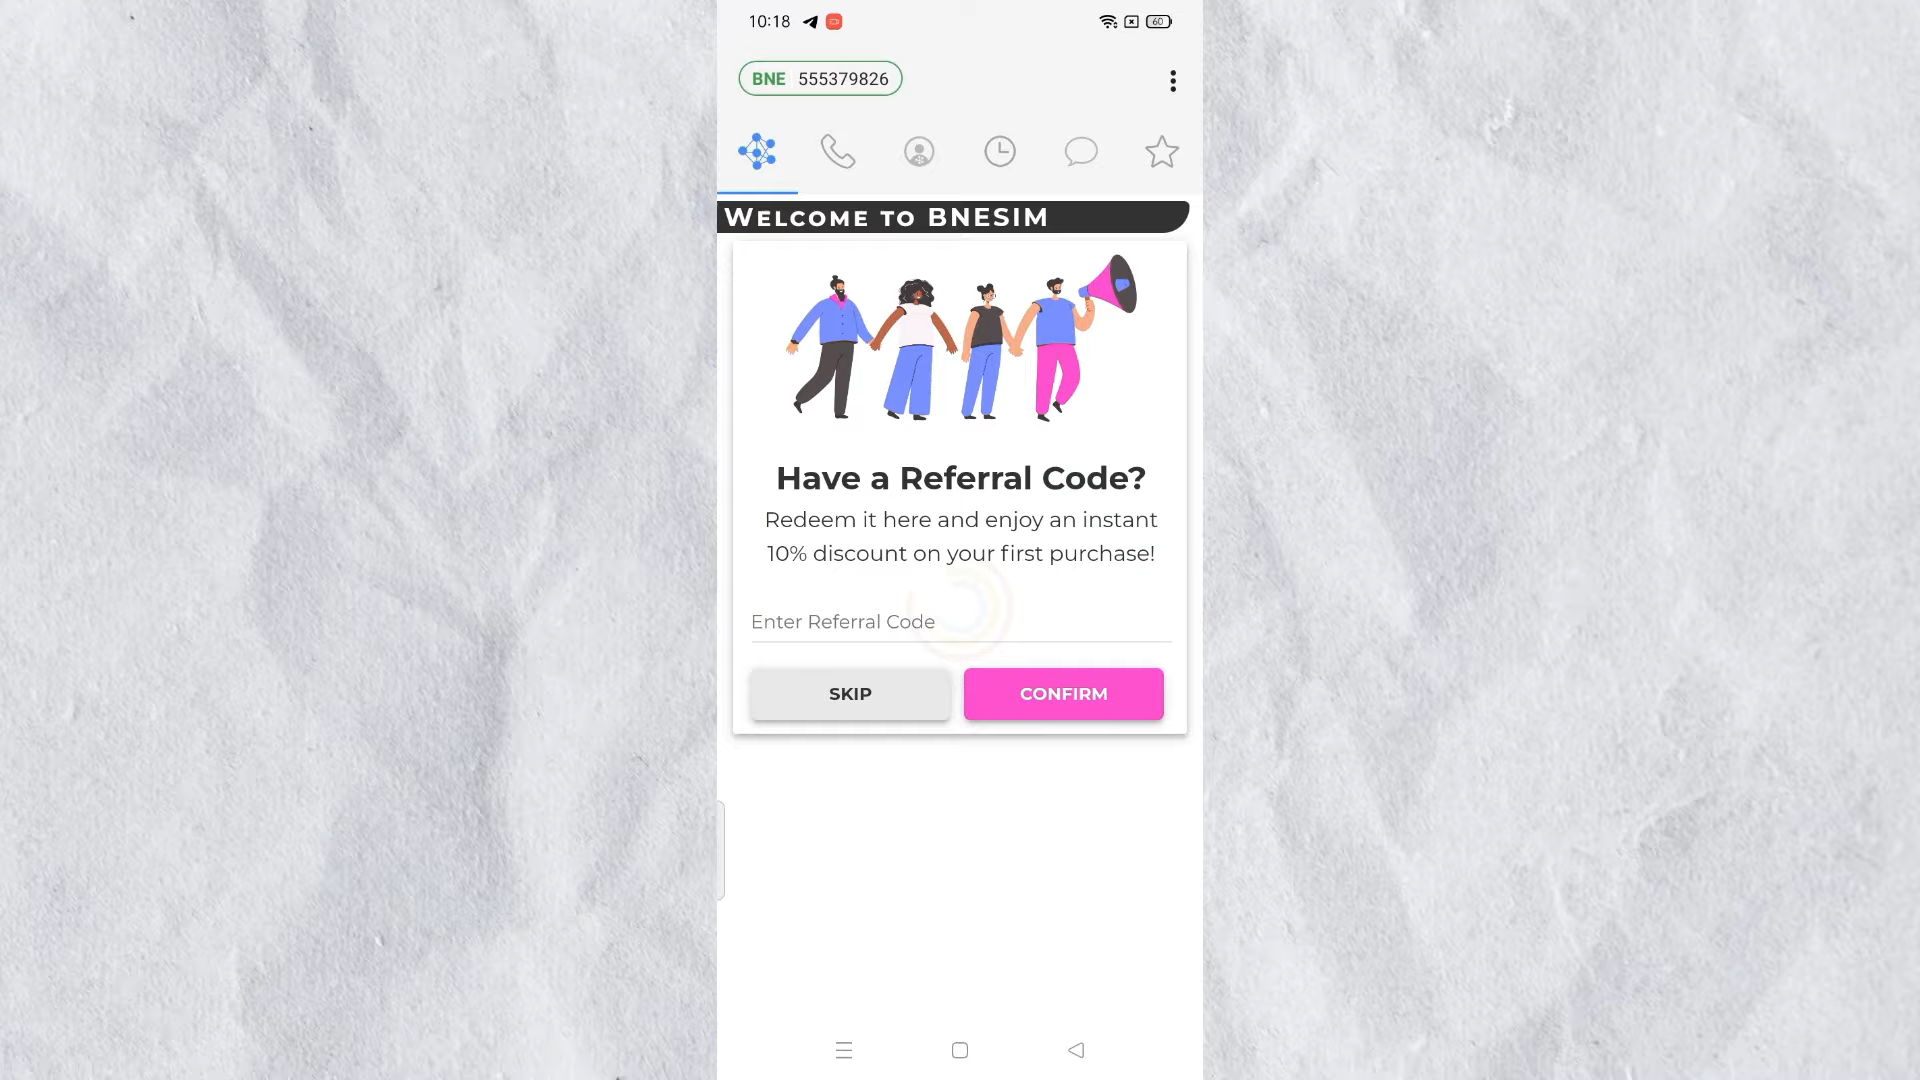 10:18
60
BNE 555379826
WELCOME TO BNESIM
Have a Referral Code?
Redeem it here and enjoy an instant
10% discount on your first purchase!
Enter Referral Code
SKIP
CONFIRM